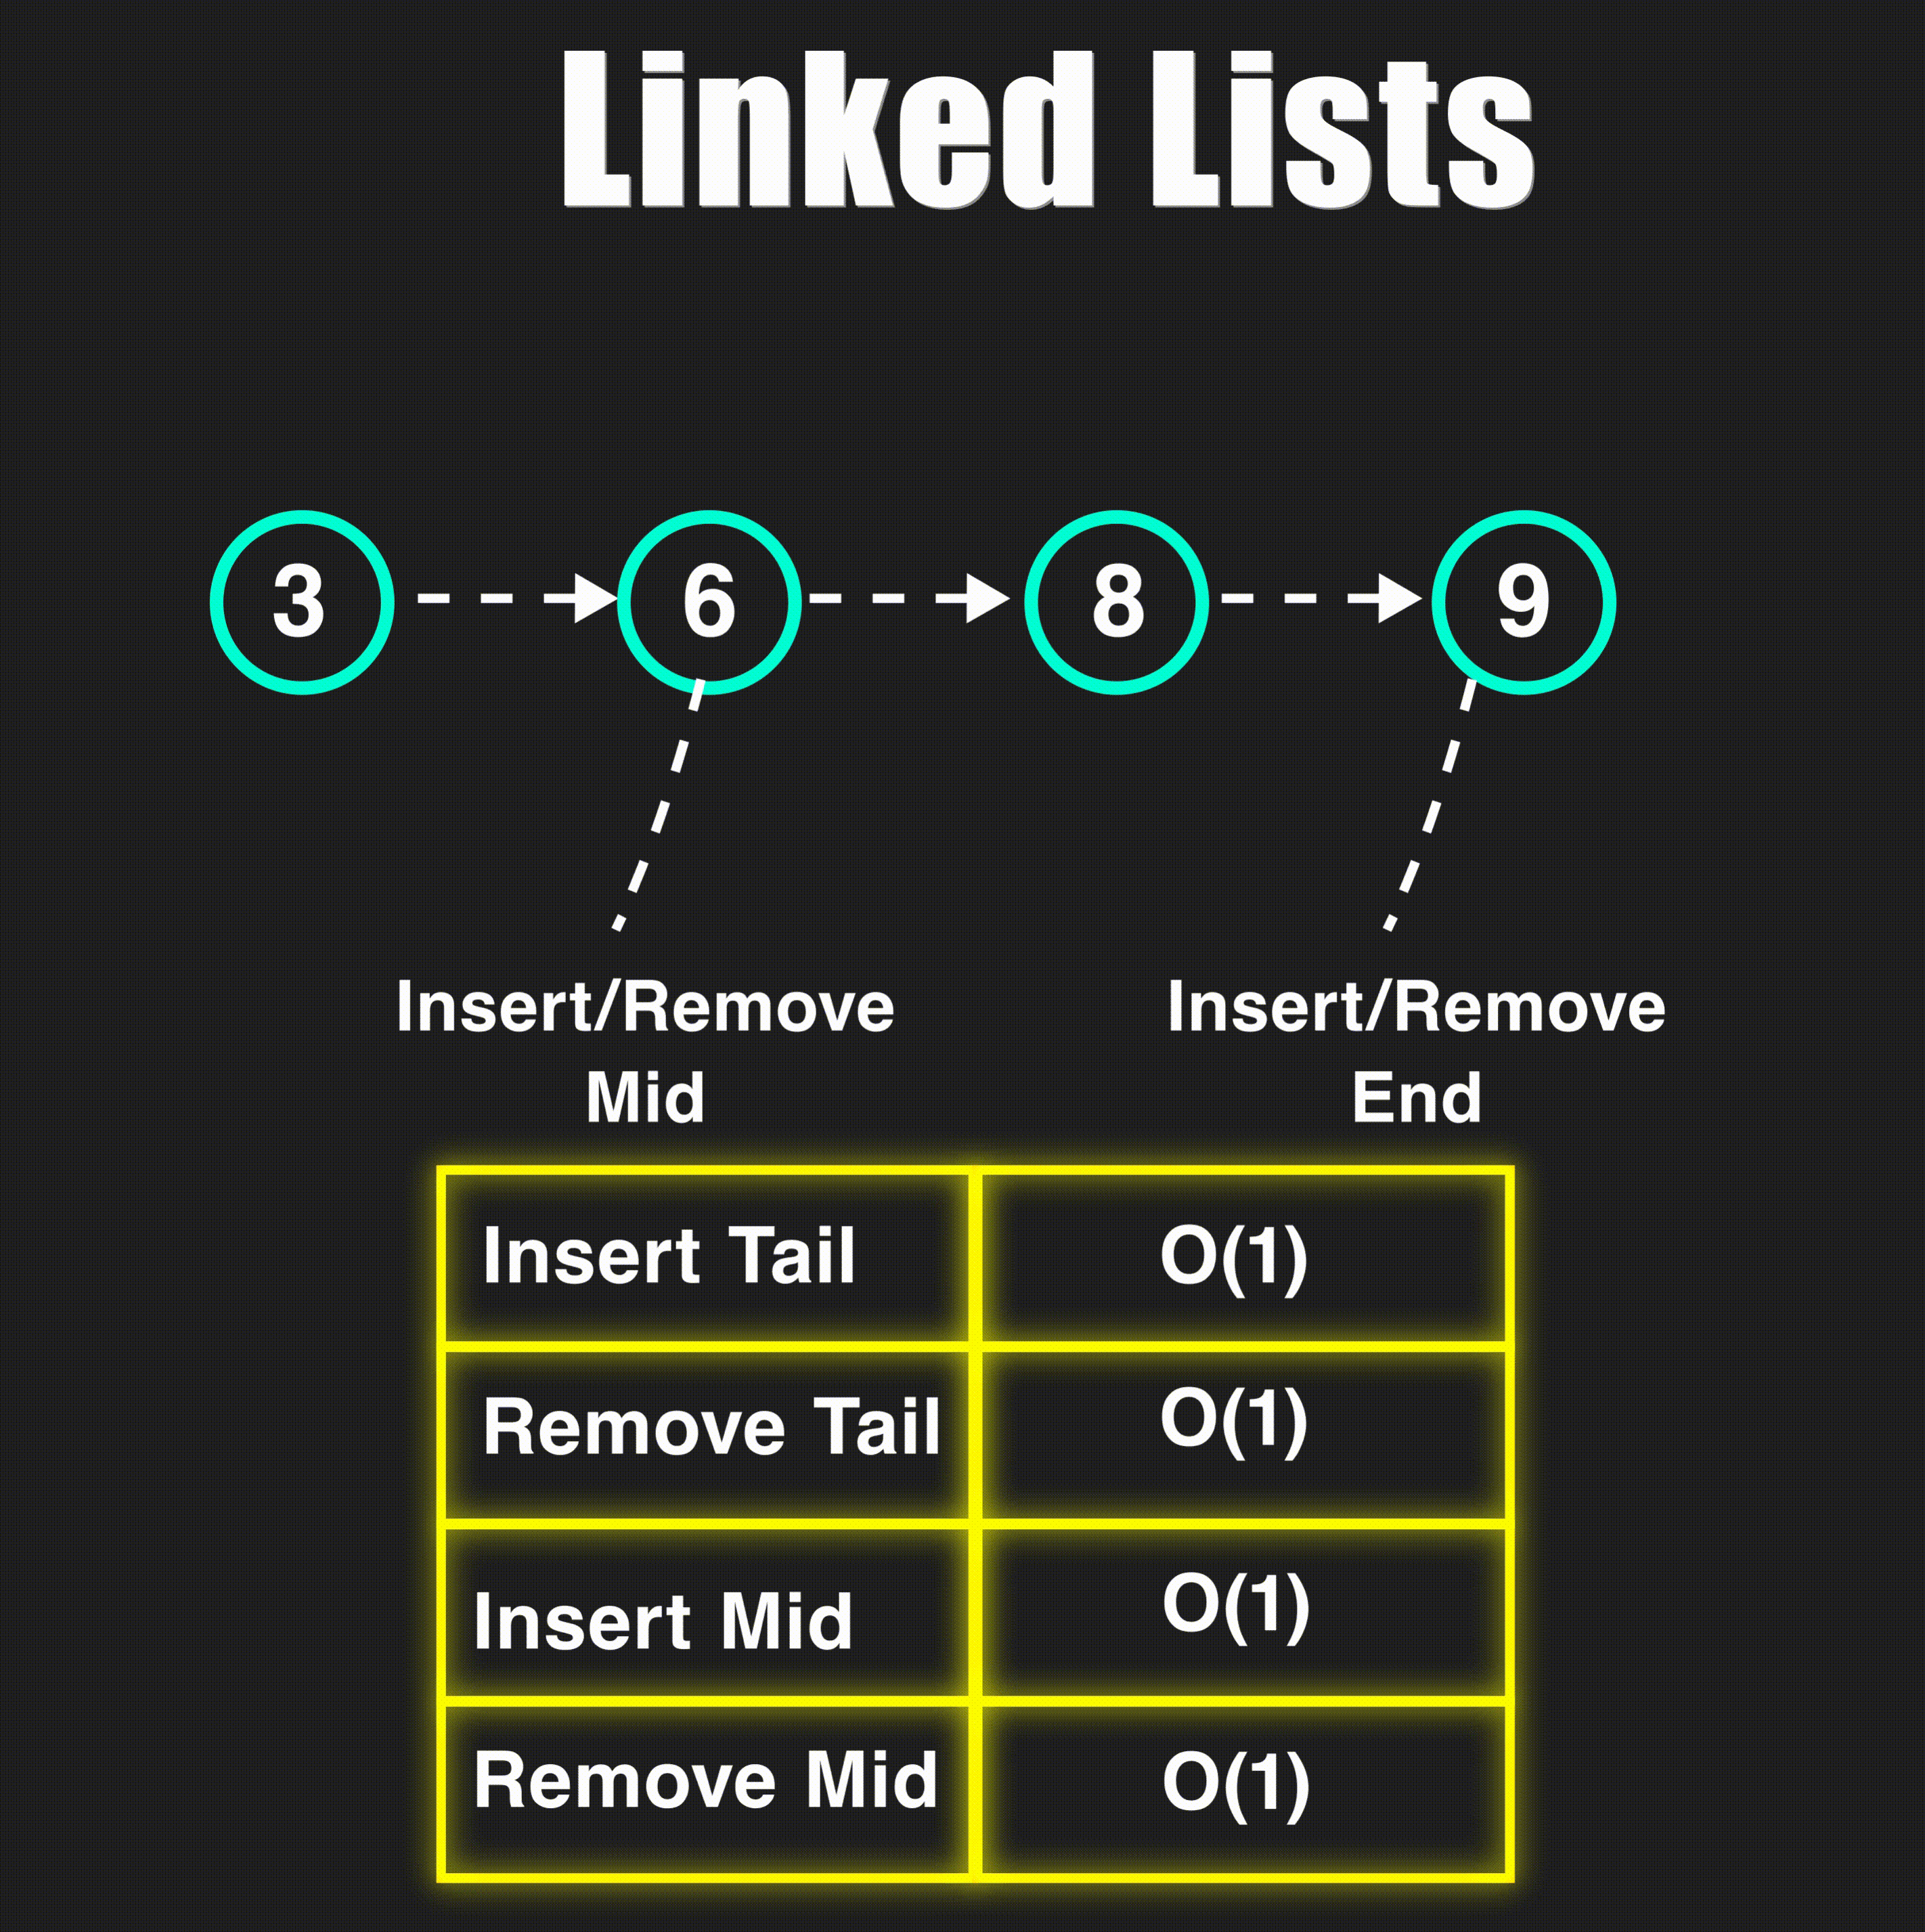 Linked Lists
3 6 8 9
Insert/Remove Insert/Remove
Mid End
Insert Tail O(1)
Remove Tail O(1)
Insert Mid O(1)
Remove Mid O(1)